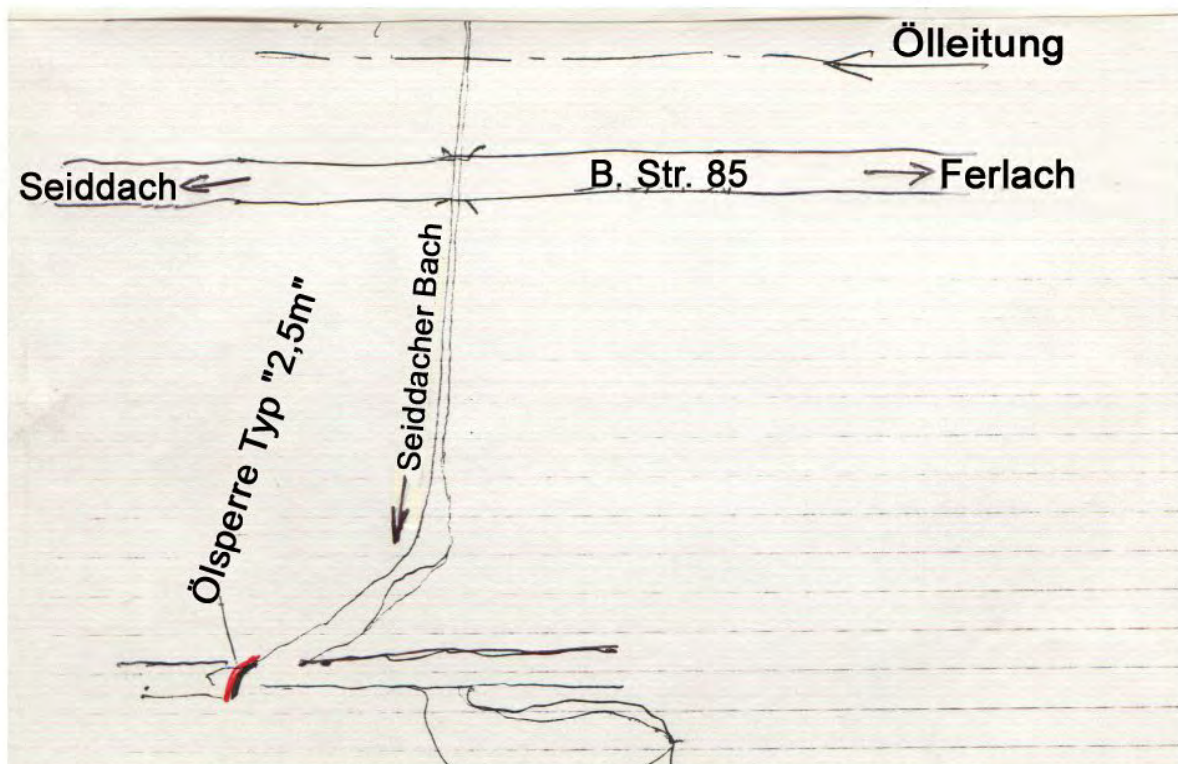 Ölleitung
Seiddach
B. Str. 85
Ferlach
Seiddacher Bach
Ölsperre Typ "2,5m"